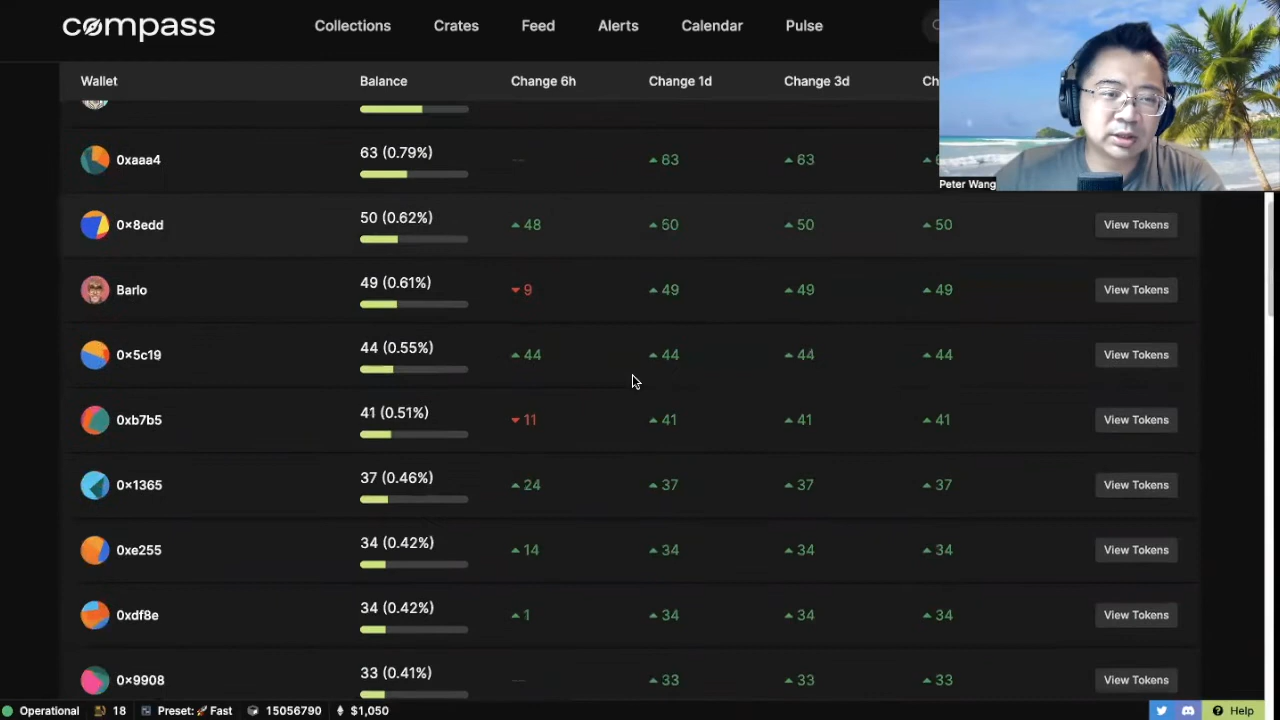 compass Collections Crates Feed Alerts Calendar Pulse
Wallet Balance Change 6h Change 1d Change 3d Ch
0xaaa4 63 (0.79%) -- 63 63
0x8edd 50 (0.62%) 48 50 50 50 View Tokens
Barlo 49 (0.61%) 9 49 49 49 View Tokens
0x5c19 44 (0.55%) 44 44 44 44 View Tokens
0xb7b5 41 (0.51%) 11 41 41 41 View Tokens
0x1365 37 (0.46%) 24 37 37 37 View Tokens
0xe255 34 (0.42%) 14 34 34 34 View Tokens
0xdf8e 34 (0.42%) 1 34 34 34 View Tokens
0x9908 33 (0.41%) -- 33 33 33 View Tokens
Peter Wang
Operational 18 Preset: 🚀 Fast 15056790 $1,050 Help